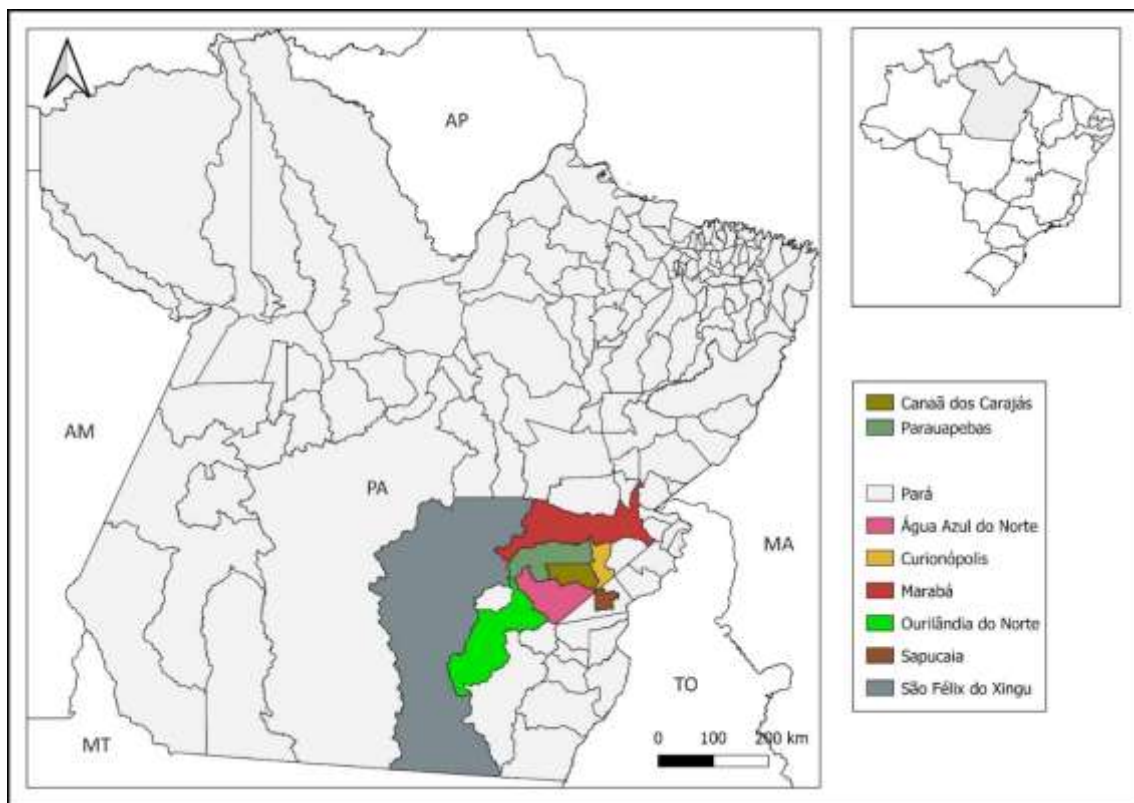 AP
AM
PA
MA
TO
MT
0 100 200 km
Canaã dos Carajás
Parauapebas
Pará
Água Azul do Norte
Curionópolis
Marabá
Ourilândia do Norte
Sapucaia
São Félix do Xingu